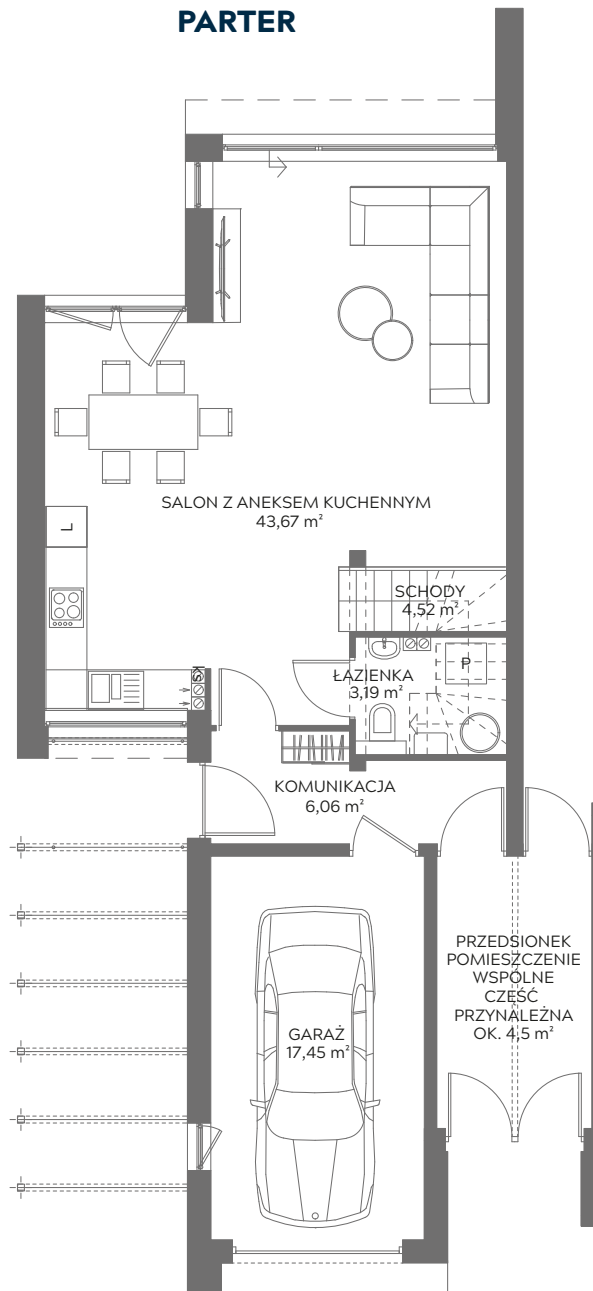 PARTER
SALON Z ANEKSEM KUCHENNYM
43,67 m²
L
SCHODY
4,52 m²
P
ŁAZIENKA
3,19 m²
KS
KOMUNIKACJA
6,06 m²
PRZEDSIONEK
POMIESZCZENIE
WSPÓLNE
CZĘŚĆ
PRZYNALEŻNA
OK. 4,5 m²
GARAŻ
17,45 m²